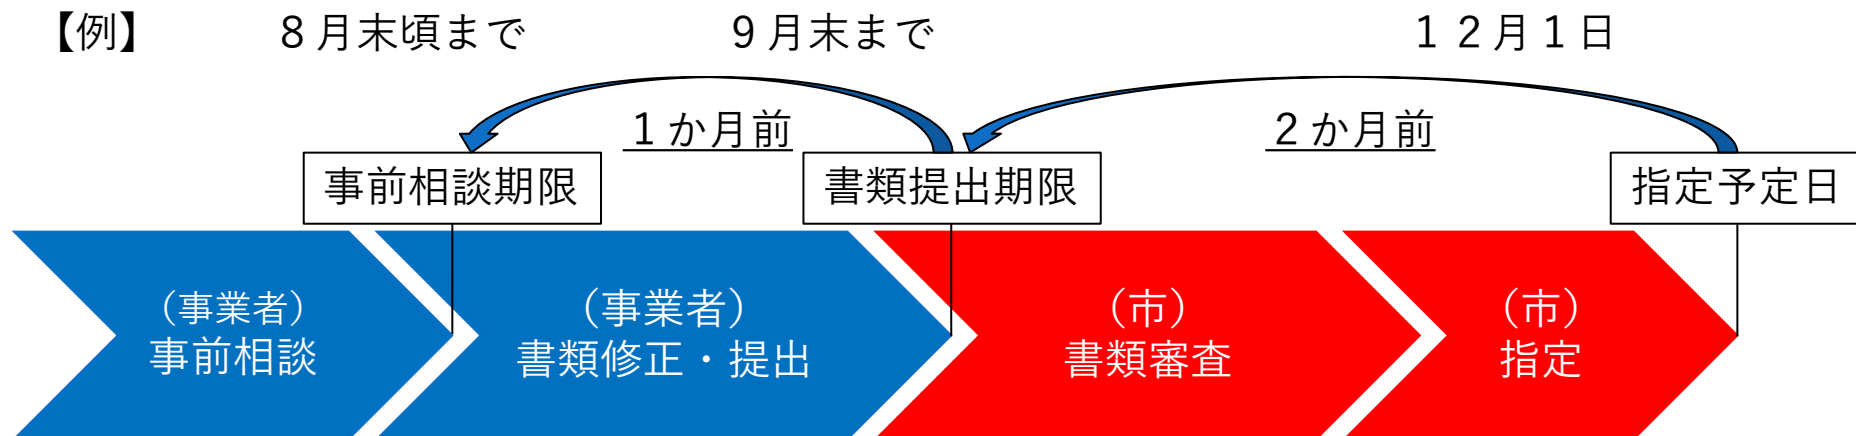 【例】 ８月末頃まで ９月末まで １２月１日
１か月前 ２か月前
事前相談期限 書類提出期限 指定予定日
（事業者）
事前相談
（事業者）
書類修正・提出
（市）
書類審査
（市）
指定